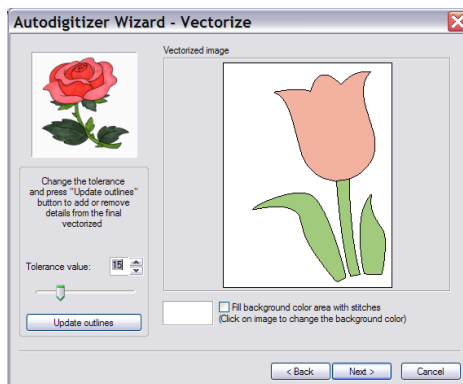 Autodigitizer Wizard - Vectorize
Vectorized image
Change the tolerance
and press "Update outlines"
button to add or remove
details from the final
vectorized
Tolerance value: 15
Update outlines
Fill background color area with stitches
(Click on image to change the background color)
< Back Next > Cancel